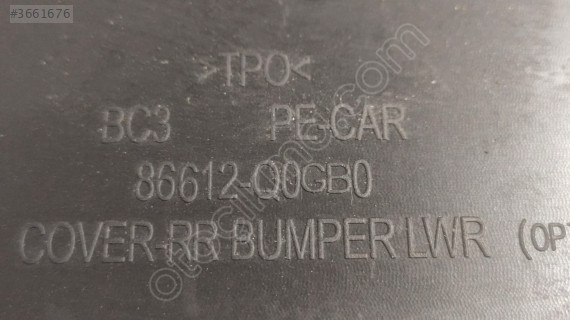 #3661676
>TPO<
BC3 PE-CAR
86612-Q0GB0
COVER-RR BUMPER LWR (OPT